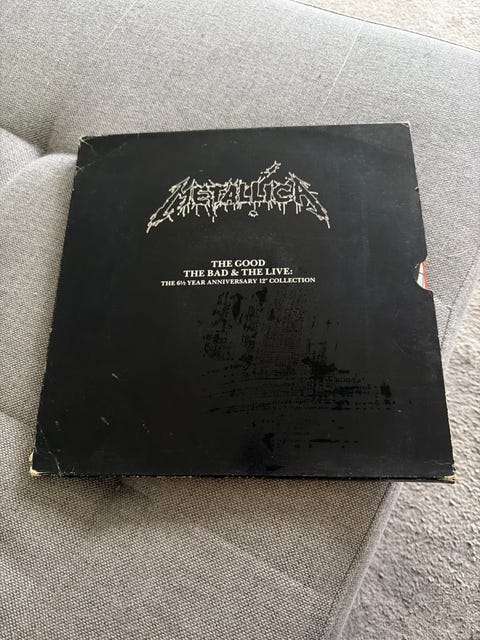 METALLICA
THE GOOD
THE BAD & THE LIVE:
THE 6½ YEAR ANNIVERSARY 12" COLLECTION